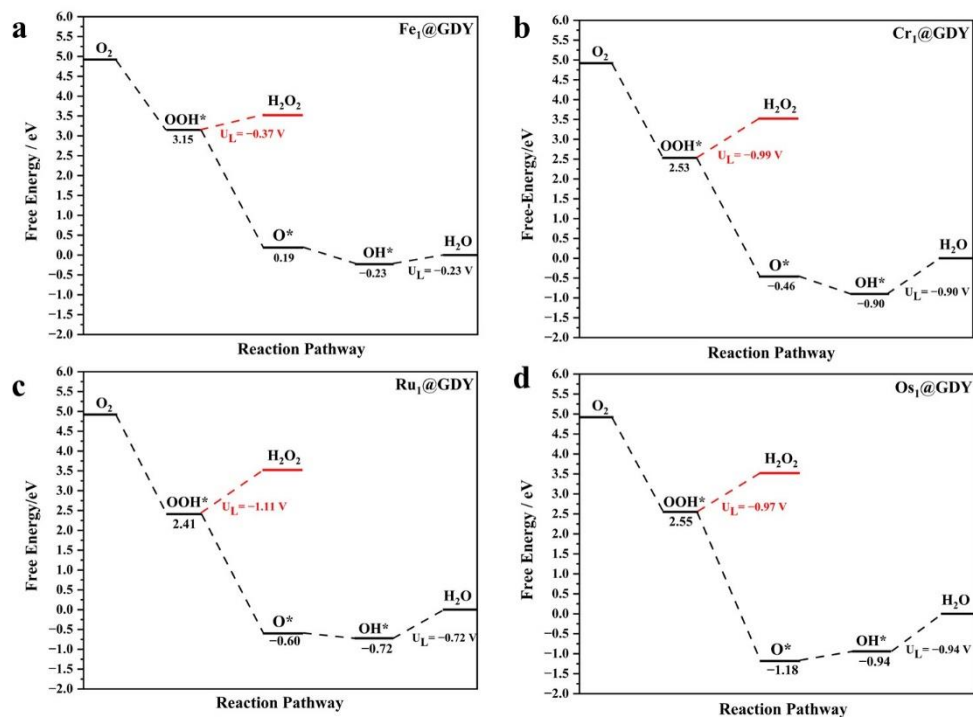 a
Fe₁@GDY
Free Energy / eV
6.0
5.5
5.0
4.5
4.0
3.5
3.0
2.5
2.0
1.5
1.0
0.5
0.0
−0.5
−1.0
−1.5
−2.0
O₂
OOH*
3.15
H₂O₂
U_L= −0.37 V
O*
0.19
OH*
−0.23
H₂O
U_L= −0.23 V
Reaction Pathway
b
Cr₁@GDY
Free-Energy/eV
6.0
5.5
5.0
4.5
4.0
3.5
3.0
2.5
2.0
1.5
1.0
0.5
0.0
−0.5
−1.0
−1.5
−2.0
O₂
OOH*
2.53
H₂O₂
U_L= −0.99 V
O*
−0.46
OH*
−0.90
H₂O
U_L= −0.90 V
Reaction Pathway
c
Ru₁@GDY
Free Energy/eV
6.0
5.5
5.0
4.5
4.0
3.5
3.0
2.5
2.0
1.5
1.0
0.5
0.0
−0.5
−1.0
−1.5
−2.0
O₂
OOH*
2.41
H₂O₂
U_L= −1.11 V
O*
−0.60
OH*
−0.72
H₂O
U_L= −0.72 V
Reaction Pathway
d
Os₁@GDY
Free Energy / eV
6.0
5.5
5.0
4.5
4.0
3.5
3.0
2.5
2.0
1.5
1.0
0.5
0.0
−0.5
−1.0
−1.5
−2.0
O₂
OOH*
2.55
H₂O₂
U_L= −0.97 V
O*
−1.18
OH*
−0.94
H₂O
U_L= −0.94 V
Reaction Pathway